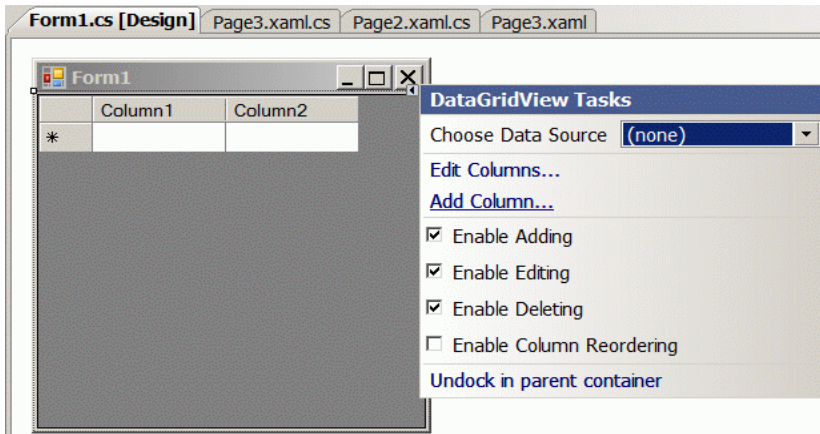 Form1.cs [Design] Page3.xaml.cs Page2.xaml.cs Page3.xaml
Form1
Column1 Column2
DataGridView Tasks
Choose Data Source (none)
Edit Columns...
Add Column...
Enable Adding
Enable Editing
Enable Deleting
Enable Column Reordering
Undock in parent container